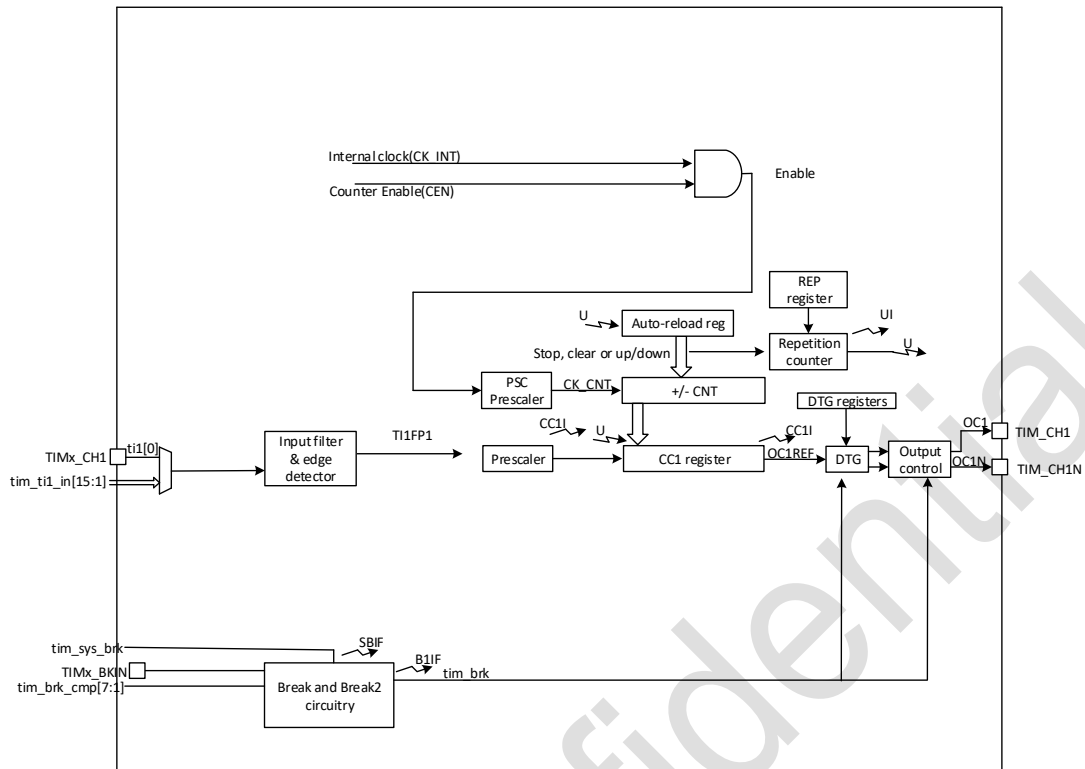 Internal clock(CK_INT)
Counter Enable(CEN)
Enable
REP
register
U
Auto-reload reg
UI
Stop, clear or up/down
Repetition
counter
U
PSC
Prescaler
CK_CNT
+/- CNT
DTG registers
CC1I
U
CC1I
OC1
TIM_CH1
TIMx_CH1
ti1[0]
Input filter
& edge
detector
TI1FP1
Prescaler
CC1 register
OC1REF
DTG
Output
control
OC1N
TIM_CH1N
tim_ti1_in[15:1]
tim_sys_brk
SBIF
TIMx_BKIN
B1IF
tim_brk
tim_brk_cmp[7:1]
Break and Break2
circuitry
fidential